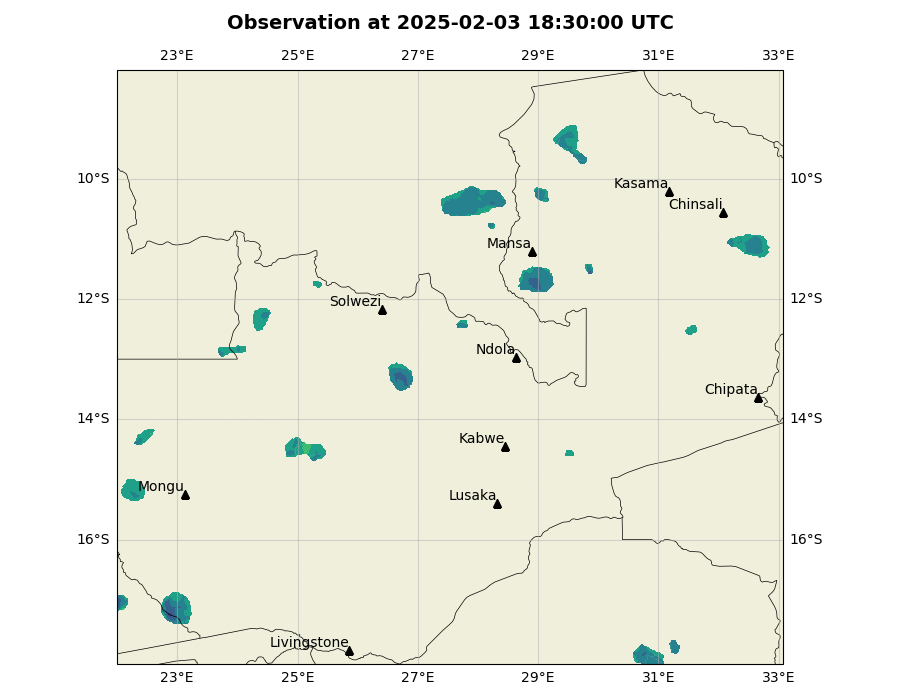 Observation at 2025-02-03 18:30:00 UTC
23°E 25°E 27°E 29°E 31°E 33°E
10°S 10°S
Kasama
Chinsali
Mansa
12°S 12°S
Solwezi
Ndola
Chipata
14°S 14°S
Kabwe
Mongu
Lusaka
16°S 16°S
Livingstone
23°E 25°E 27°E 29°E 31°E 33°E